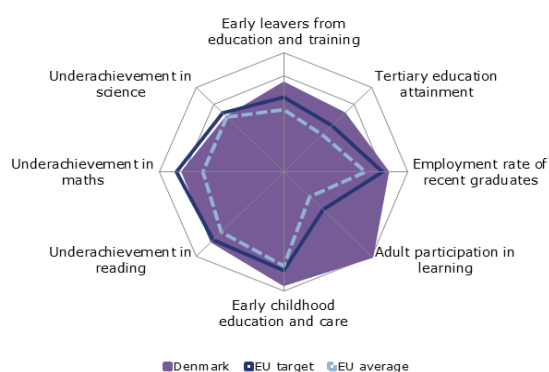 Early leavers from
education and training
Underachievement in
science
Tertiary education
attainment
Underachievement in
maths
Employment rate of
recent graduates
Underachievement in
reading
Adult participation in
learning
Early childhood
education and care
Denmark EU target EU average